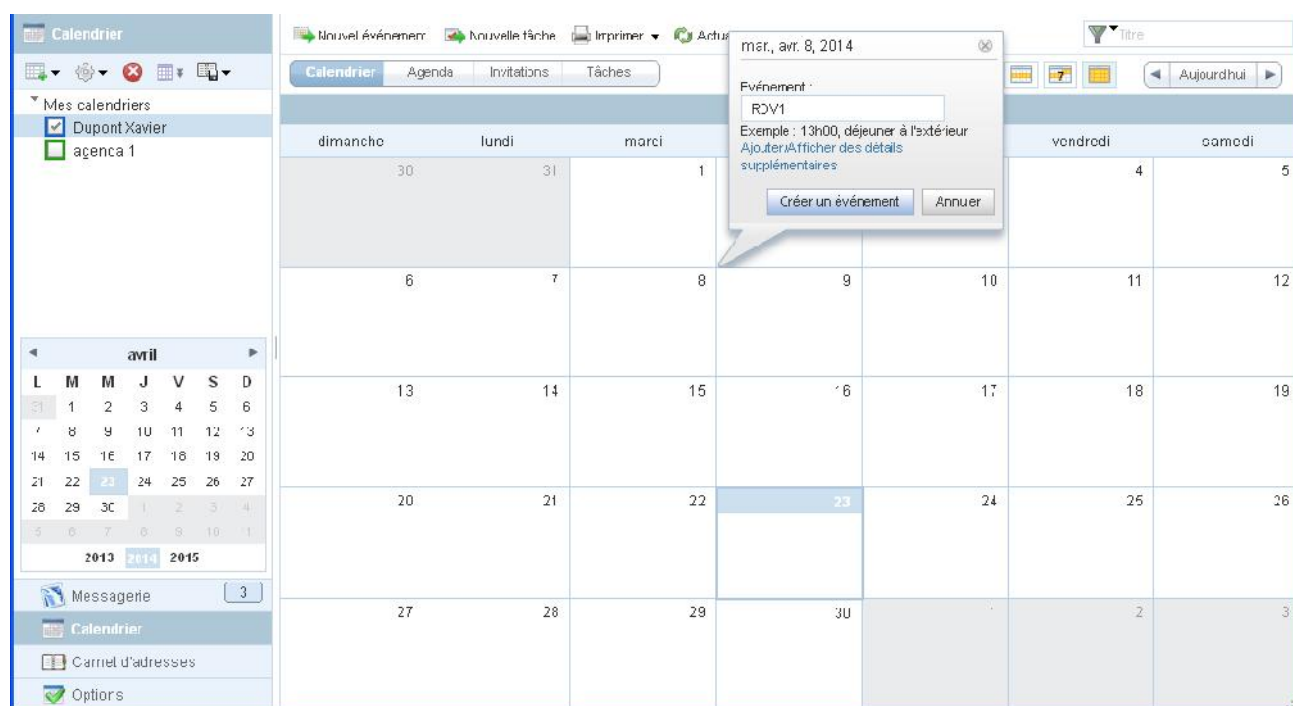 Calendrier
Nouvel événement Nouvelle tâche Imprimer
Titre
Calendrier Agenda Invitations Tâches
Aujourd'hui
Mes calendriers
Dupont Xavier
agenda 1
mar., avr. 8, 2014
Evénement :
RDV1
Exemple : 13h00, déjeuner à l'extérieur
Ajouter/Afficher des détails
supplémentaires
Créer un événement Annuler
dimanche lundi mardi vendredi samedi
30 31 1 4 5
6 7 8 9 10 11 12
13 14 15 16 17 18 19
20 21 22 23 24 25 26
27 28 29 30 1 2 3
avril
L M M J V S D
31 1 2 3 4 5 6
7 8 9 10 11 12 13
14 15 16 17 18 19 20
21 22 23 24 25 26 27
28 29 30 1 2 3 4
5 6 7 8 9 10 11
2013 2014 2015
Messagerie 3
Calendrier
Carnet d'adresses
Options